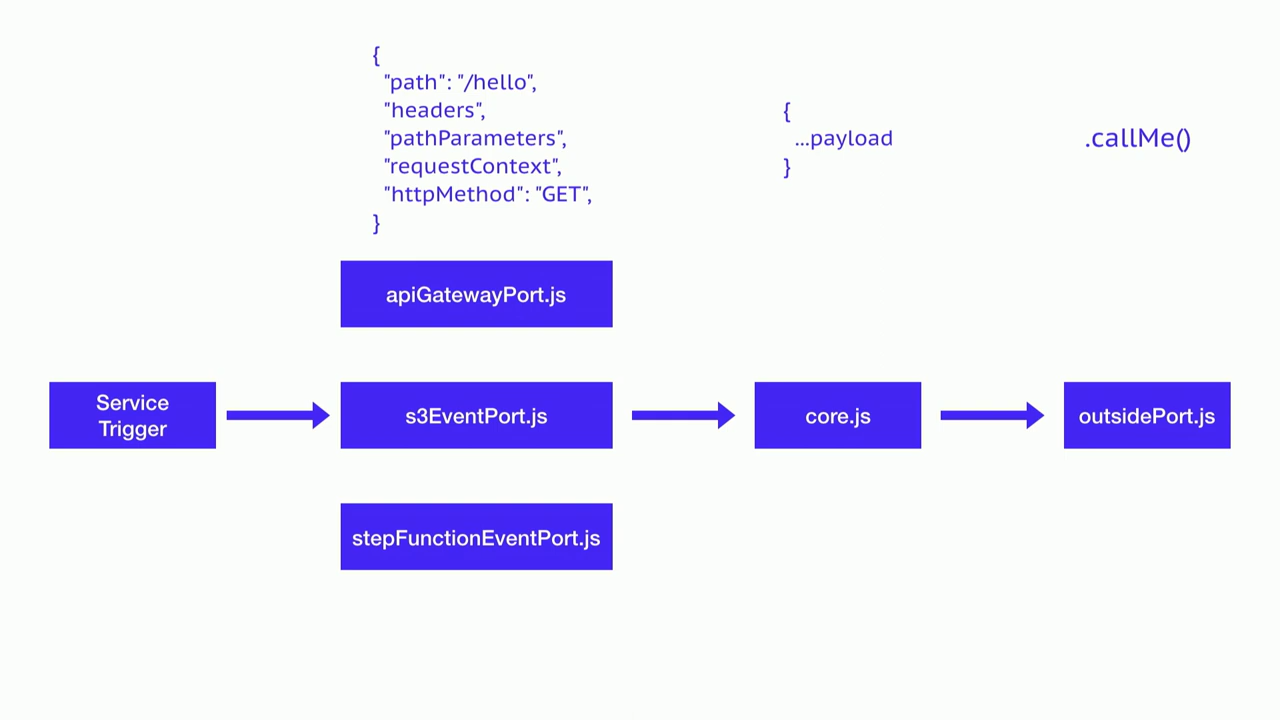 {
"path": "/hello",
"headers",
"pathParameters",
"requestContext",
"httpMethod": "GET",
}
{
...payload
}
.callMe()
apiGatewayPort.js
Service
Trigger
s3EventPort.js
core.js
outsidePort.js
stepFunctionEventPort.js